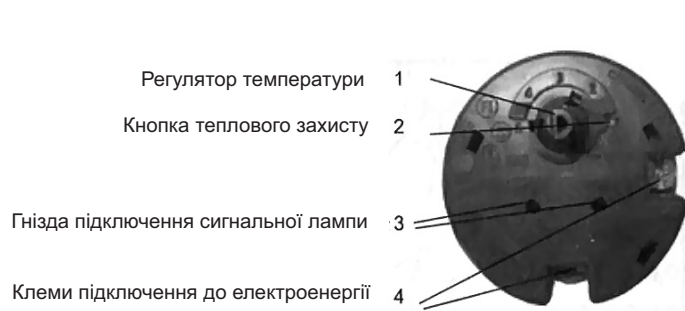 Регулятор температури 1
Кнопка теплового захисту 2
Гнізда підключення сигнальної лампи 3
Клеми підключення до електроенергії 4